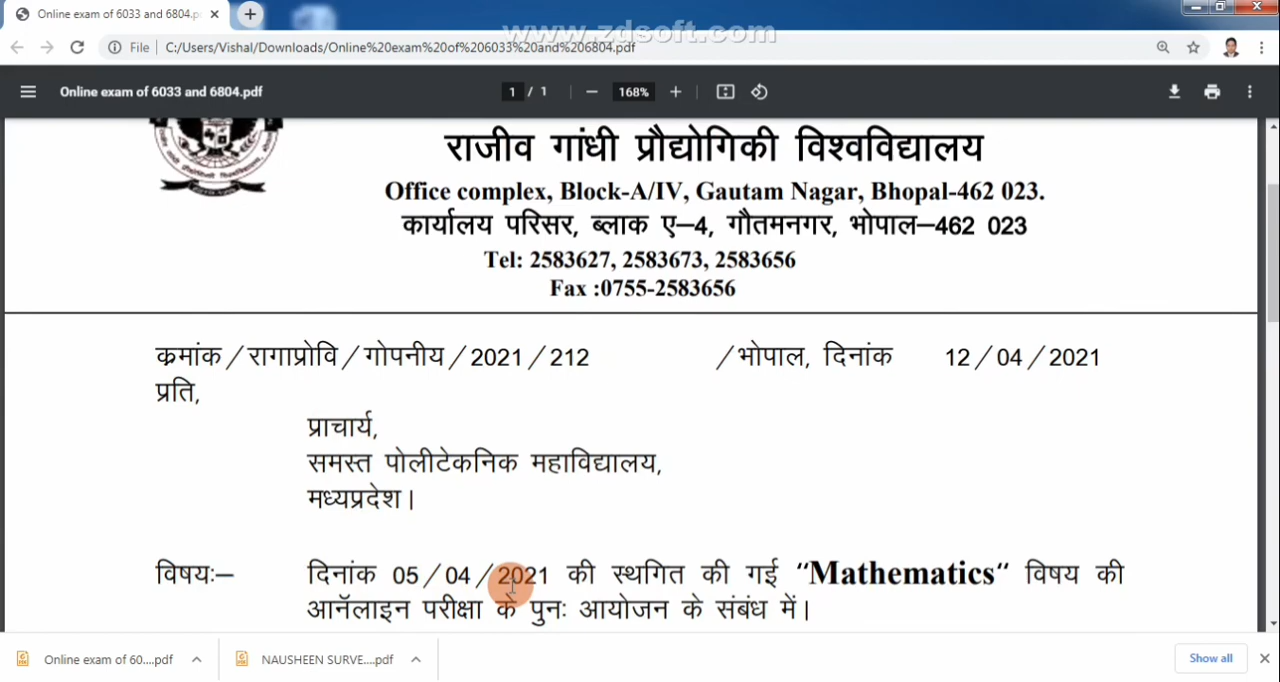 Online exam of 6033 and 6804.p
www.zdsoft.com
File C:/Users/Vishal/Downloads/Online%20exam%20of%206033%20and%206804.pdf
Online exam of 6033 and 6804.pdf 1 / 1 168%
राजीव गांधी प्रौद्योगिकी विश्वविद्यालय
Office complex, Block-A/IV, Gautam Nagar, Bhopal-462 023.
कार्यालय परिसर, ब्लाक ए–4, गौतमनगर, भोपाल–462 023
Tel: 2583627, 2583673, 2583656
Fax :0755-2583656
क्रमांक/रागाप्रोवि/गोपनीय/2021/212 /भोपाल, दिनांक 12/04/2021
प्रति,
प्राचार्य,
समस्त पोलीटेकनिक महाविद्यालय,
मध्यप्रदेश।
विषयः– दिनांक 05/04/2021 की स्थगित की गई "Mathematics" विषय की
आनॅलाइन परीक्षा के पुनः आयोजन के संबंध में।
Online exam of 60....pdf NAUSHEEN SURVE....pdf Show all